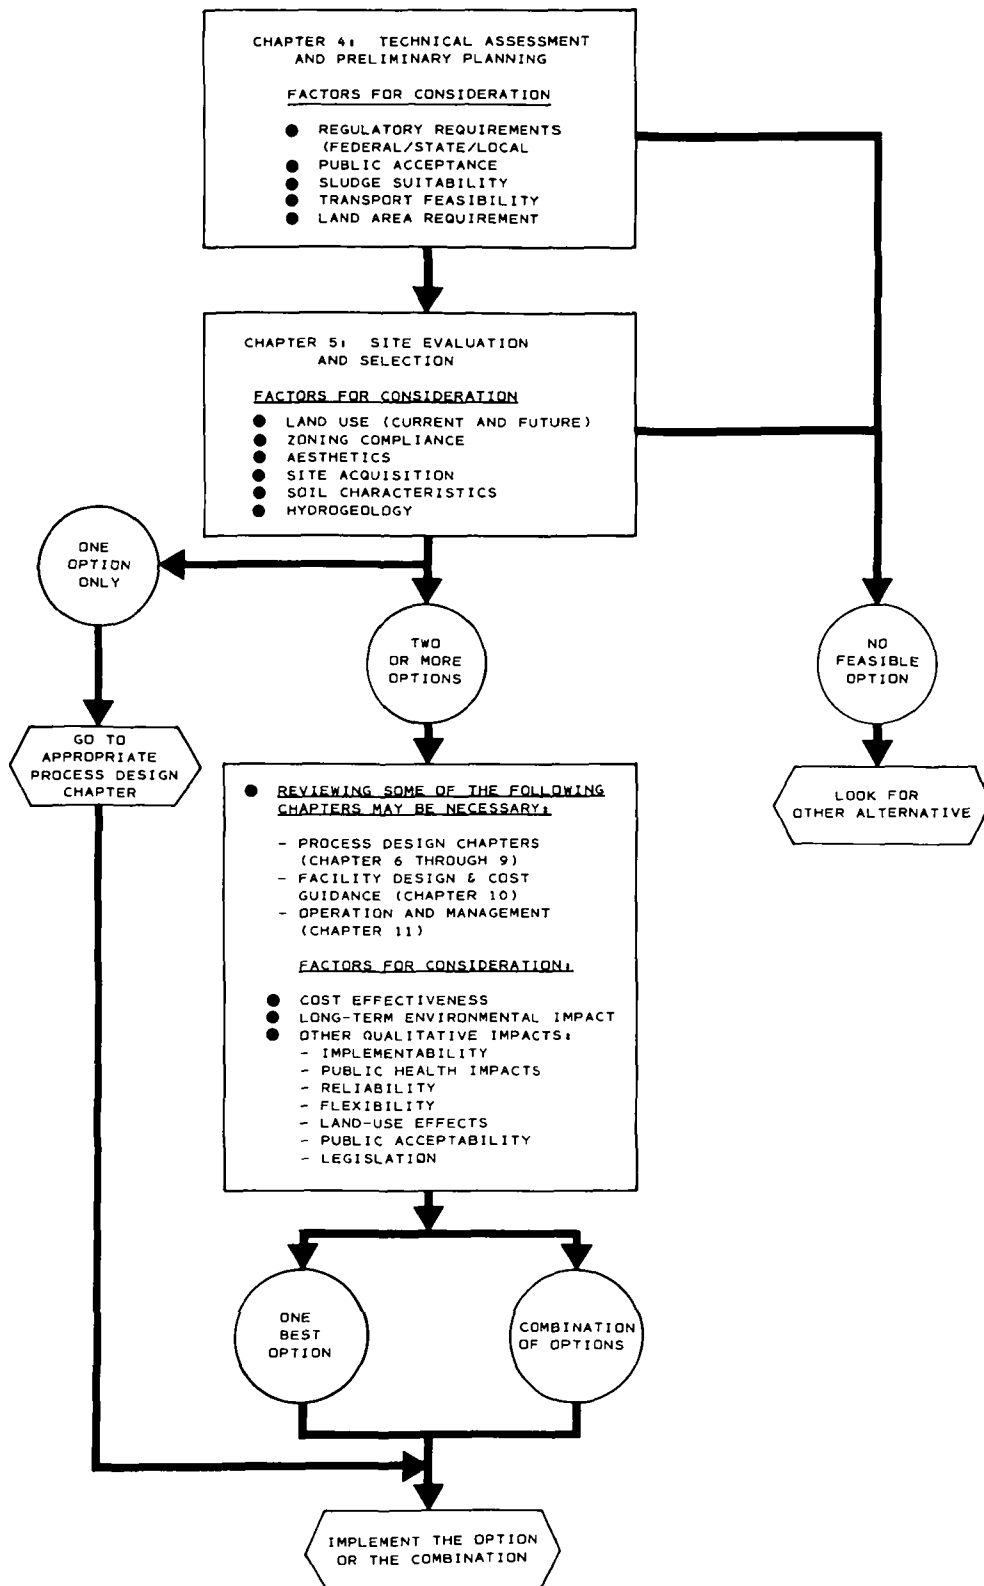 CHAPTER 4: TECHNICAL ASSESSMENT
AND PRELIMINARY PLANNING
FACTORS FOR CONSIDERATION
● REGULATORY REQUIREMENTS
(FEDERAL/STATE/LOCAL
● PUBLIC ACCEPTANCE
● SLUDGE SUITABILITY
● TRANSPORT FEASIBILITY
● LAND AREA REQUIREMENT
CHAPTER 5: SITE EVALUATION
AND SELECTION
FACTORS FOR CONSIDERATION
● LAND USE (CURRENT AND FUTURE)
● ZONING COMPLIANCE
● AESTHETICS
● SITE ACQUISITION
● SOIL CHARACTERISTICS
● HYDROGEOLOGY
ONE
OPTION
ONLY
TWO
OR MORE
OPTIONS
NO
FEASIBLE
OPTION
GO TO
APPROPRIATE
PROCESS DESIGN
CHAPTER
LOOK FOR
OTHER ALTERNATIVE
● REVIEWING SOME OF THE FOLLOWING
CHAPTERS MAY BE NECESSARY:
- PROCESS DESIGN CHAPTERS
(CHAPTER 6 THROUGH 9)
- FACILITY DESIGN & COST
GUIDANCE (CHAPTER 10)
- OPERATION AND MANAGEMENT
(CHAPTER 11)
FACTORS FOR CONSIDERATION:
● COST EFFECTIVENESS
● LONG-TERM ENVIRONMENTAL IMPACT
● OTHER QUALITATIVE IMPACTS:
- IMPLEMENTABILITY
- PUBLIC HEALTH IMPACTS
- RELIABILITY
- FLEXIBILITY
- LAND-USE EFFECTS
- PUBLIC ACCEPTABILITY
- LEGISLATION
ONE
BEST
OPTION
COMBINATION
OF OPTIONS
IMPLEMENT THE OPTION
OR THE COMBINATION